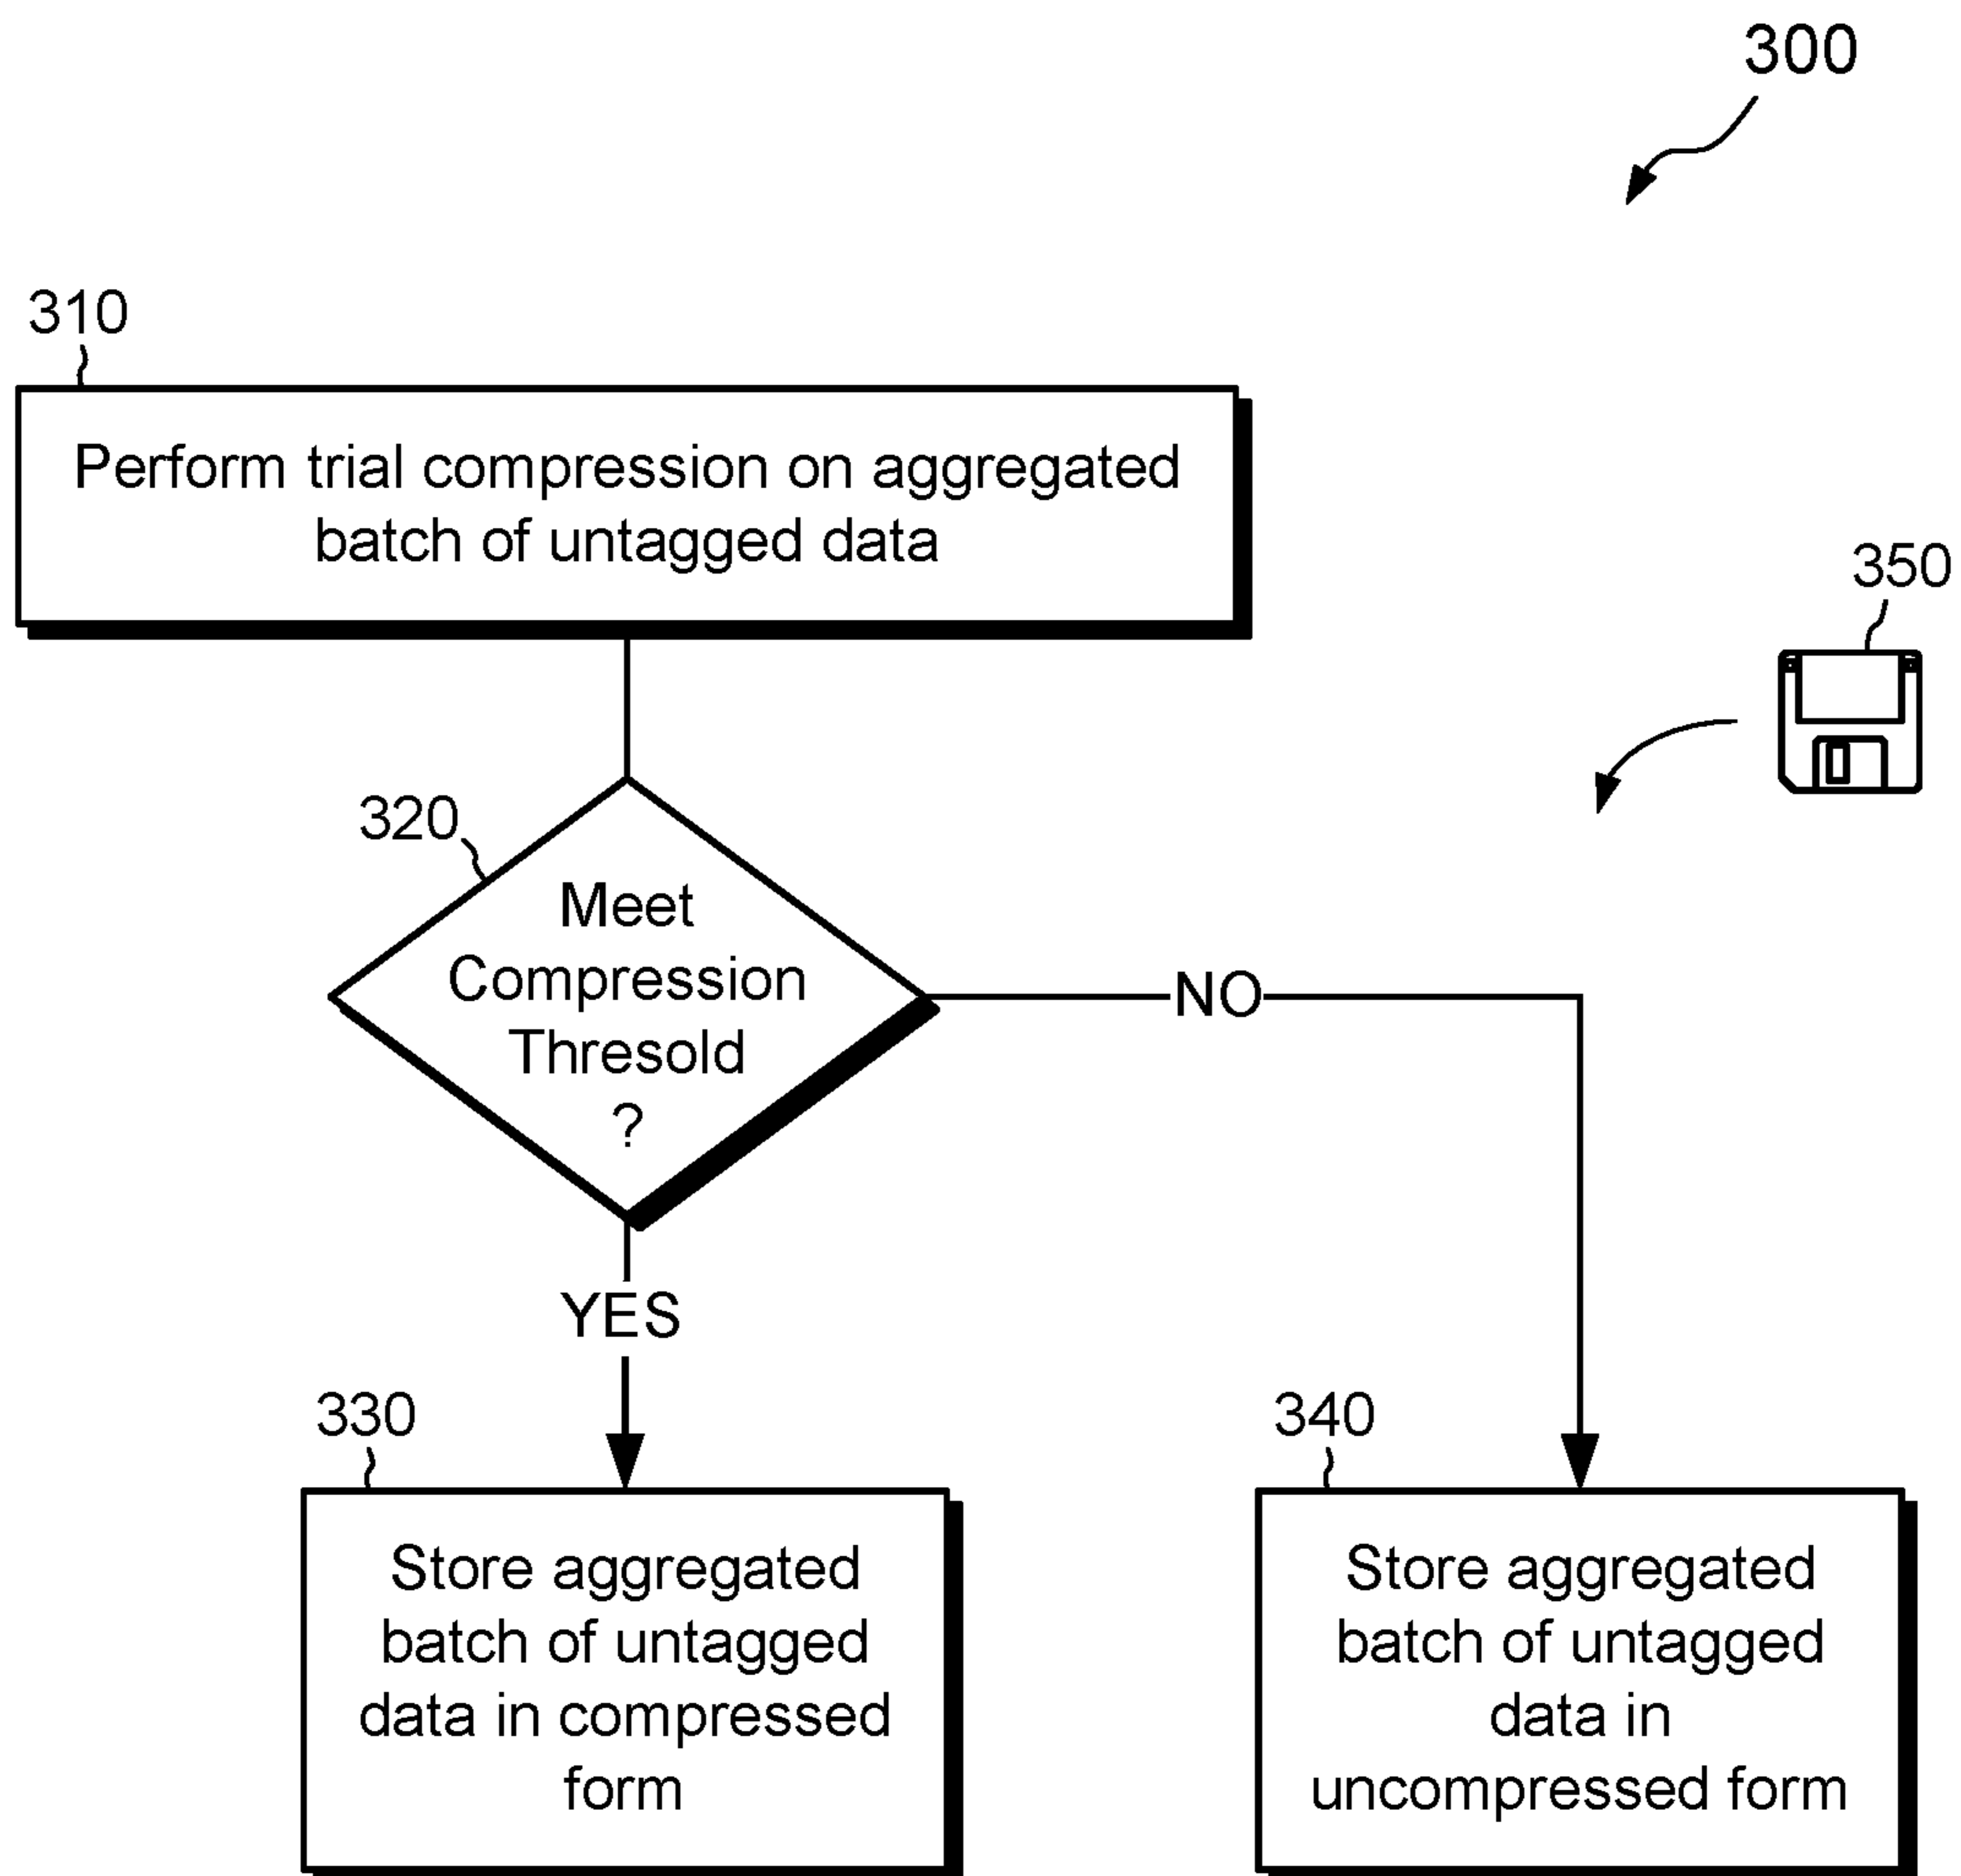 300
310
Perform trial compression on aggregated
batch of untagged data
350
320
Meet
Compression
Thresold
?
NO
YES
330
340
Store aggregated
batch of untagged
data in compressed
form
Store aggregated
batch of untagged
data in
uncompressed form